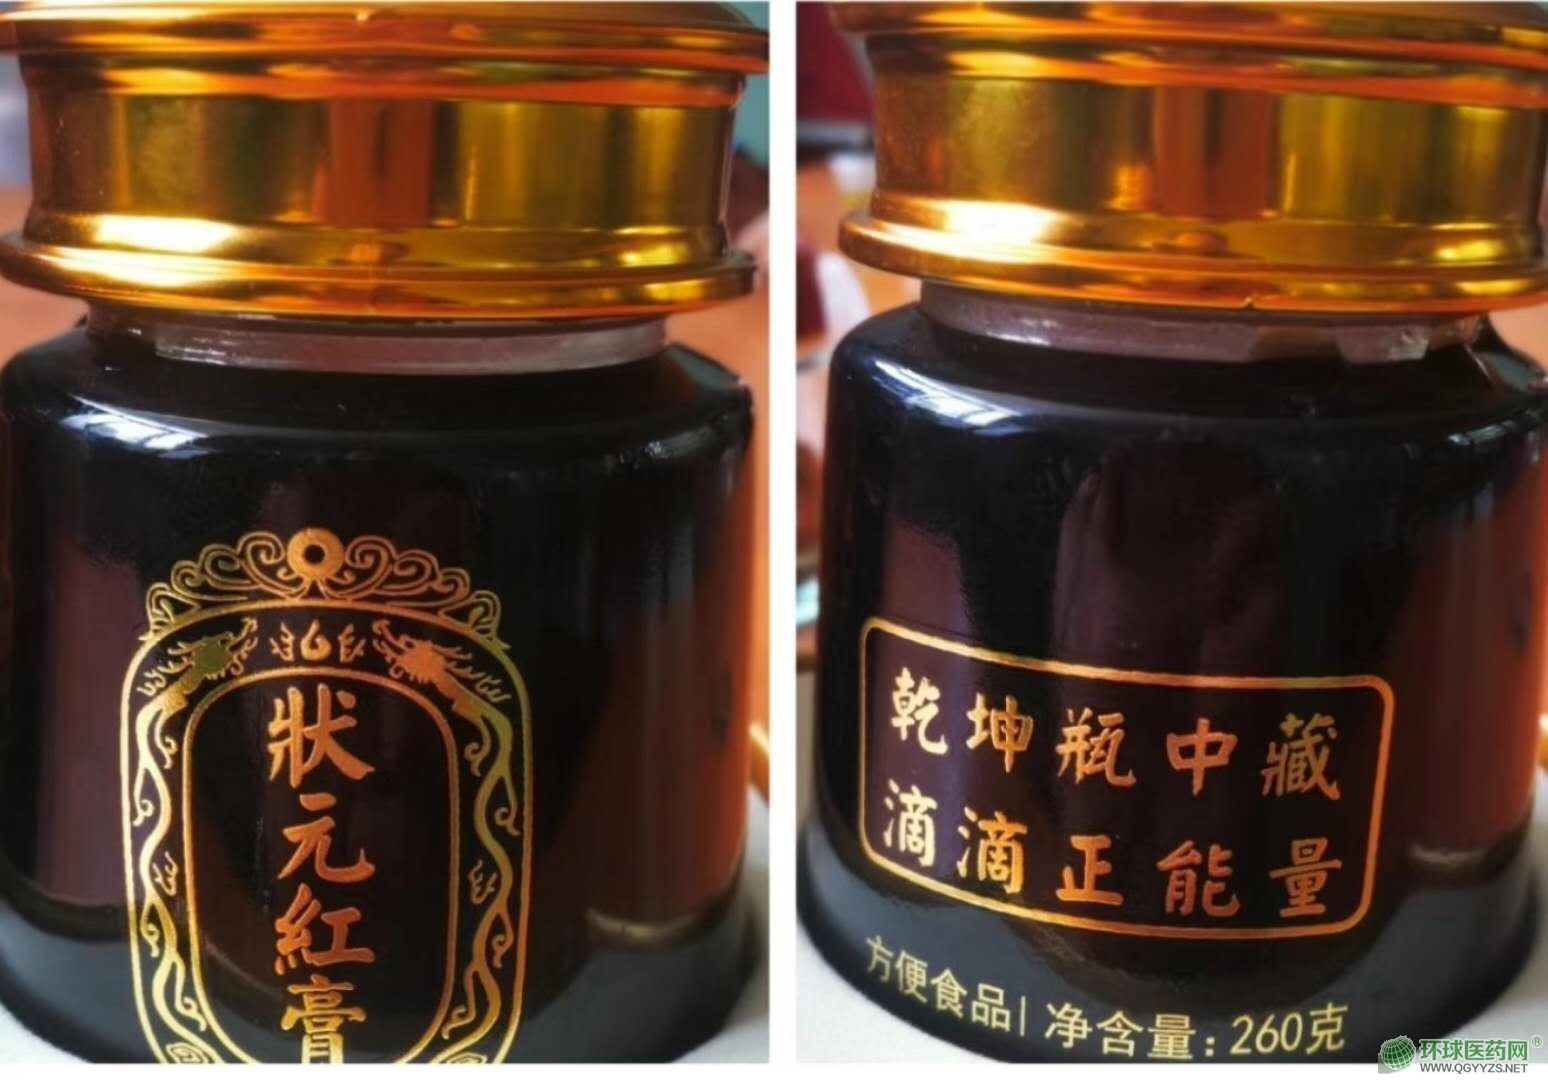 狀元紅膏
乾坤瓶中藏
滴滴正能量
方便食品| 净含量:260克
环球医药网®
WWW.QGYYZS.NET